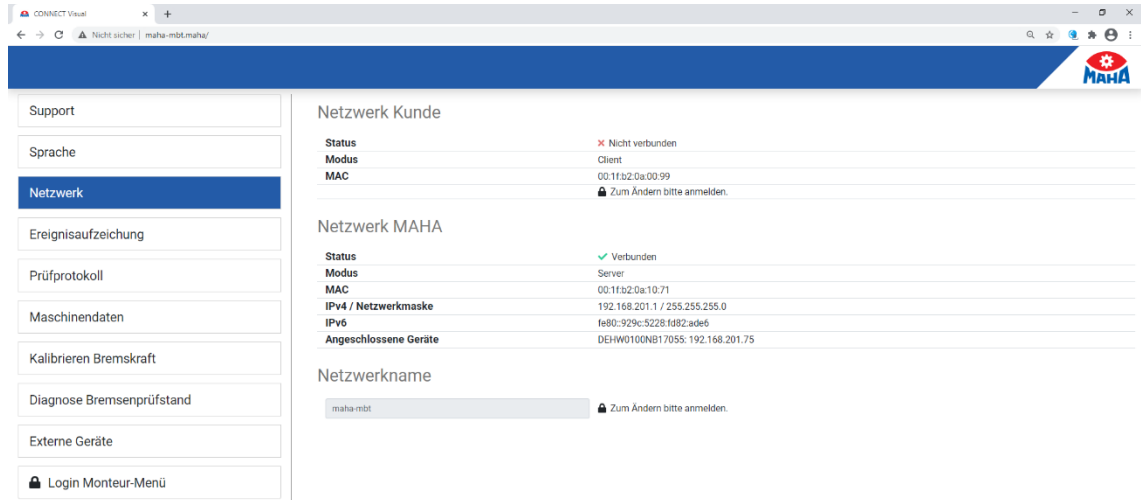 CONNECT Visual
Nicht sicher | maha-mbt.maha/
MAHA
Support
Sprache
Netzwerk
Ereignisaufzeichung
Prüfprotokoll
Maschinendaten
Kalibrieren Bremskraft
Diagnose Bremsenprüfstand
Externe Geräte
Login Monteur-Menü
Netzwerk Kunde
Status Nicht verbunden
Modus Client
MAC 00:1f:b2:0a:00:99
Zum Ändern bitte anmelden.
Netzwerk MAHA
Status Verbunden
Modus Server
MAC 00:1f:b2:0a:10:71
IPv4 / Netzwerkmaske 192.168.201.1 / 255.255.255.0
IPv6 fe80::929c:5228:fd82:ade6
Angeschlossene Geräte DEHW0100NB17055: 192.168.201.75
Netzwerkname
maha-mbt Zum Ändern bitte anmelden.